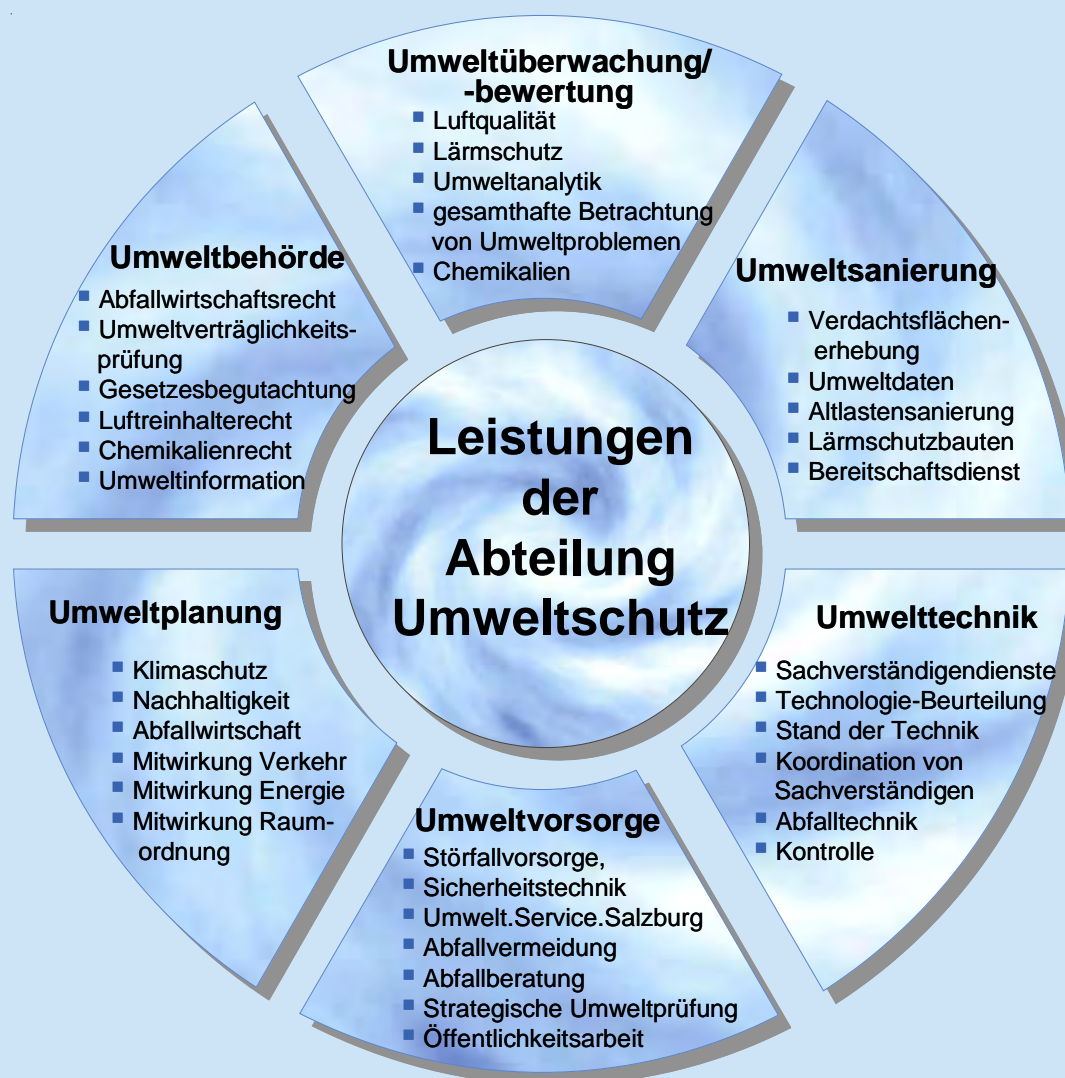 Umweltüberwachung/
-bewertung
Luftqualität
Lärmschutz
Umweltanalytik
gesamthafte Betrachtung
von Umweltproblemen
Chemikalien
Umweltsanierung
Verdachtsflächen-
erhebung
Umweltdaten
Altlastensanierung
Lärmschutzbauten
Bereitschaftsdienst
Umwelttechnik
Sachverständigendienste
Technologie-Beurteilung
Stand der Technik
Koordination von
Sachverständigen
Abfalltechnik
Kontrolle
Umweltvorsorge
Störfallvorsorge,
Sicherheitstechnik
Umwelt.Service.Salzburg
Abfallvermeidung
Abfallberatung
Strategische Umweltprüfung
Öffentlichkeitsarbeit
Umweltplanung
Klimaschutz
Nachhaltigkeit
Abfallwirtschaft
Mitwirkung Verkehr
Mitwirkung Energie
Mitwirkung Raum-
ordnung
Umweltbehörde
Abfallwirtschaftsrecht
Umweltverträglichkeits-
prüfung
Gesetzesbegutachtung
Luftreinhalterecht
Chemikalienrecht
Umweltinformation
Leistungen
der
Abteilung
Umweltschutz